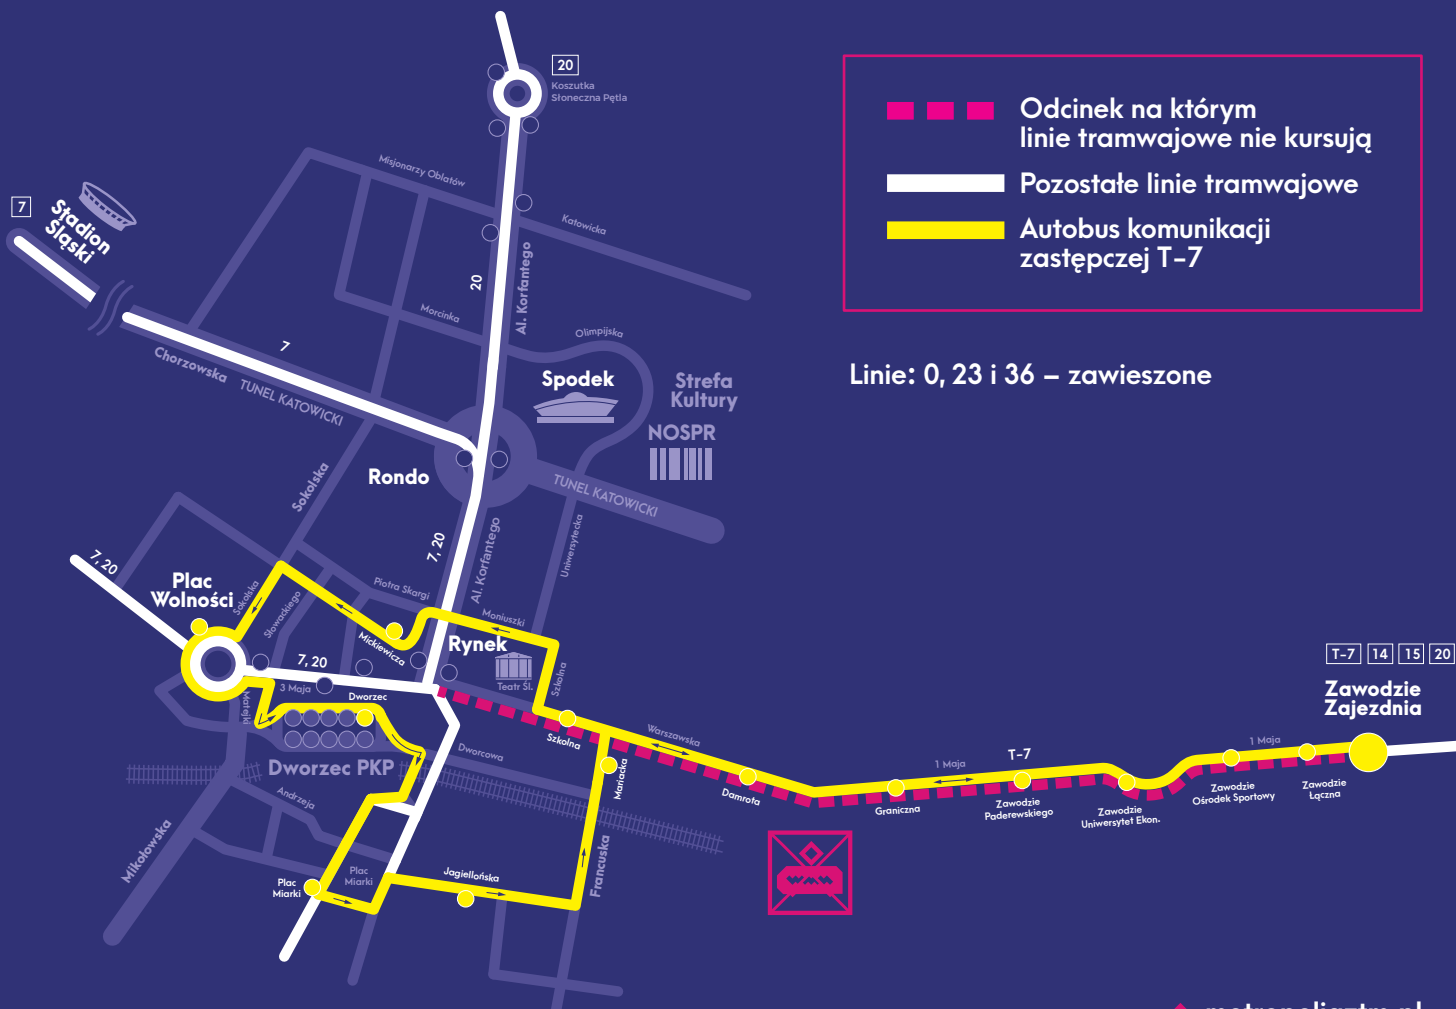 20
Koszutka
Słoneczna Pętla
Odcinek na którym
linie tramwajowe nie kursują
Pozostałe linie tramwajowe
Autobus komunikacji
zastępczej T-7
Linie: 0, 23 i 36 – zawieszone
Misjonarzy Oblatów
Katowicka
7
Stadion
Śląski
20
Al. Korfantego
Morcinka
Olimpijska
7
Chorzowska
TUNEL KATOWICKI
Spodek
Strefa
Kultury
NOSPR
Rondo
TUNEL KATOWICKI
Sokolska
7, 20
Al. Korfantego
Uniwersytecka
7, 20
Plac
Wolności
Sokolska
Słowackiego
Piotra Skargi
Mickiewicza
Moniuszki
Rynek
Teatr Śl.
Szkolna
7, 20
3 Maja
Dworzec
Matejki
Dworzec PKP
Dworcowa
Szkolna
Warszawska
Mariacka
Damrota
1 Maja
T-7
Graniczna
Zawodzie
Paderewskiego
Zawodzie
Uniwersytet Ekon.
1 Maja
Zawodzie
Ośrodek Sportowy
Zawodzie
Łączna
T-7 14 15 20
Zawodzie
Zajezdnia
Andrzeja
Mikołowska
Plac
Miarki
Plac
Miarki
Jagiellońska
Francuska
metropoliaztm.pl